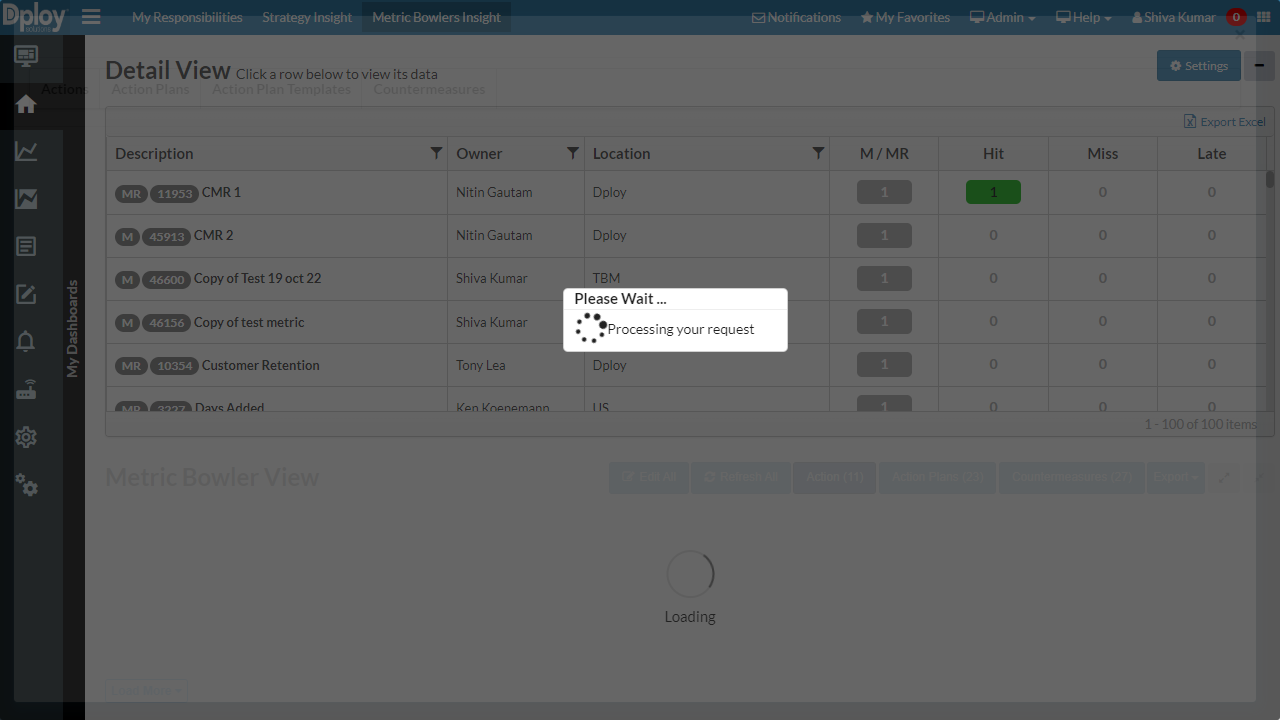 Dploy
solutions
My Responsibilities
Strategy Insight
Metric Bowlers Insight
Notifications
My Favorites
Admin
Help
Shiva Kumar
0
Detail View Click a row below to view its data
Settings
Actions
Action Plans
Action Plan Templates
Countermeasures
Export Excel
Description Owner Location M / MR Hit Miss Late
MR 11953 CMR 1 Nitin Gautam Dploy 1 1 0 0
M 45913 CMR 2 Nitin Gautam Dploy 1 0 0 0
M 46600 Copy of Test 19 oct 22 Shiva Kumar TBM 1 0 0 0
M 46156 Copy of test metric Shiva Kumar 1 0 0 0
MR 10354 Customer Retention Tony Lea Dploy 1 0 0 0
MR 3227 Days Added Ken Koenemann US 1 0 0 0
1 - 100 of 100 items
My Dashboards
Please Wait ...
Processing your request
Metric Bowler View
Edit All
Refresh All
Action (11)
Action Plans (23)
Countermeasures (27)
Export
Loading
Load More